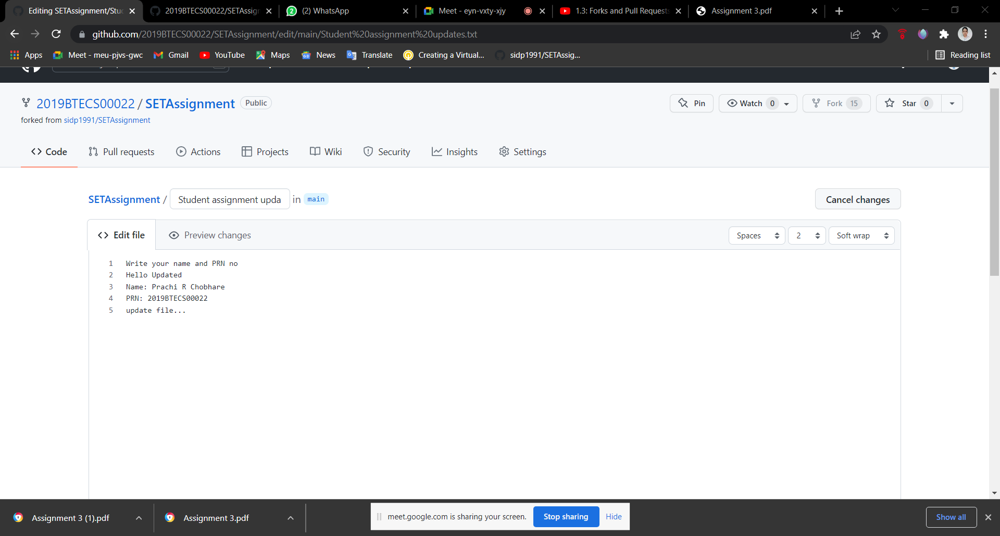 Editing SETAssignment/Stu
2019BTECS00022/SETAssign
2 (2) WhatsApp
Meet - eyn-vxty-xjy
1.3: Forks and Pull Requests
Assignment 3.pdf
github.com/2019BTECS00022/SETAssignment/edit/main/Student%20assignment%20updates.txt
Apps
Meet - meu-pjvs-gwc
Gmail
YouTube
Maps
News
Translate
Creating a Virtual...
sidp1991/SETAssig...
Reading list
2019BTECS00022 / SETAssignment Public
Pin
Watch 0
Fork 15
Star 0
forked from sidp1991/SETAssignment
Code
Pull requests
Actions
Projects
Wiki
Security
Insights
Settings
SETAssignment / Student assignment upda in main
Cancel changes
Edit file
Preview changes
Spaces
2
Soft wrap
1 Write your name and PRN no
2 Hello Updated
3 Name: Prachi R Chobhare
4 PRN: 2019BTECS00022
5 update file...
Assignment 3 (1).pdf
Assignment 3.pdf
meet.google.com is sharing your screen.
Stop sharing
Hide
Show all